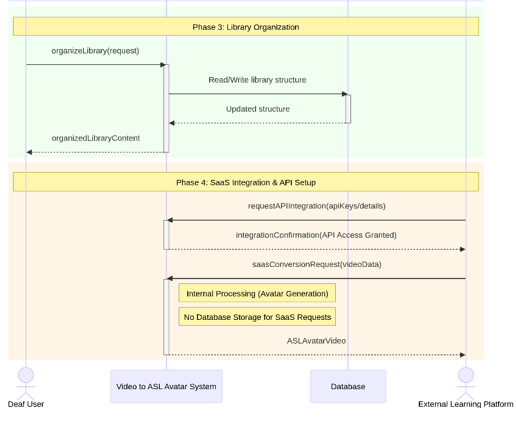 Phase 3: Library Organization
organizeLibrary(request)
Read/Write library structure
Updated structure
organizedLibraryContent
Phase 4: SaaS Integration & API Setup
requestAPIIntegration(apiKeys/details)
integrationConfirmation(API Access Granted)
saasConversionRequest(videoData)
Internal Processing (Avatar Generation)
No Database Storage for SaaS Requests
ASLAvatarVideo
Deaf User
Video to ASL Avatar System
Database
External Learning Platform